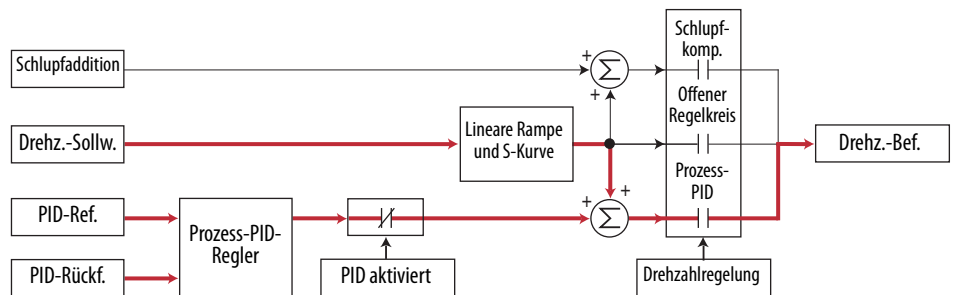 Schlupfaddition
+
+
Σ
Schlupf-
komp.
Offener
Regelkreis
Drehz.-Sollw.
Lineare Rampe
und S-Kurve
Drehz.-Bef.
Prozess-
PID
PID-Ref.
Prozess-PID-
Regler
+
+
Σ
PID-Rückf.
PID aktiviert
Drehzahlregelung